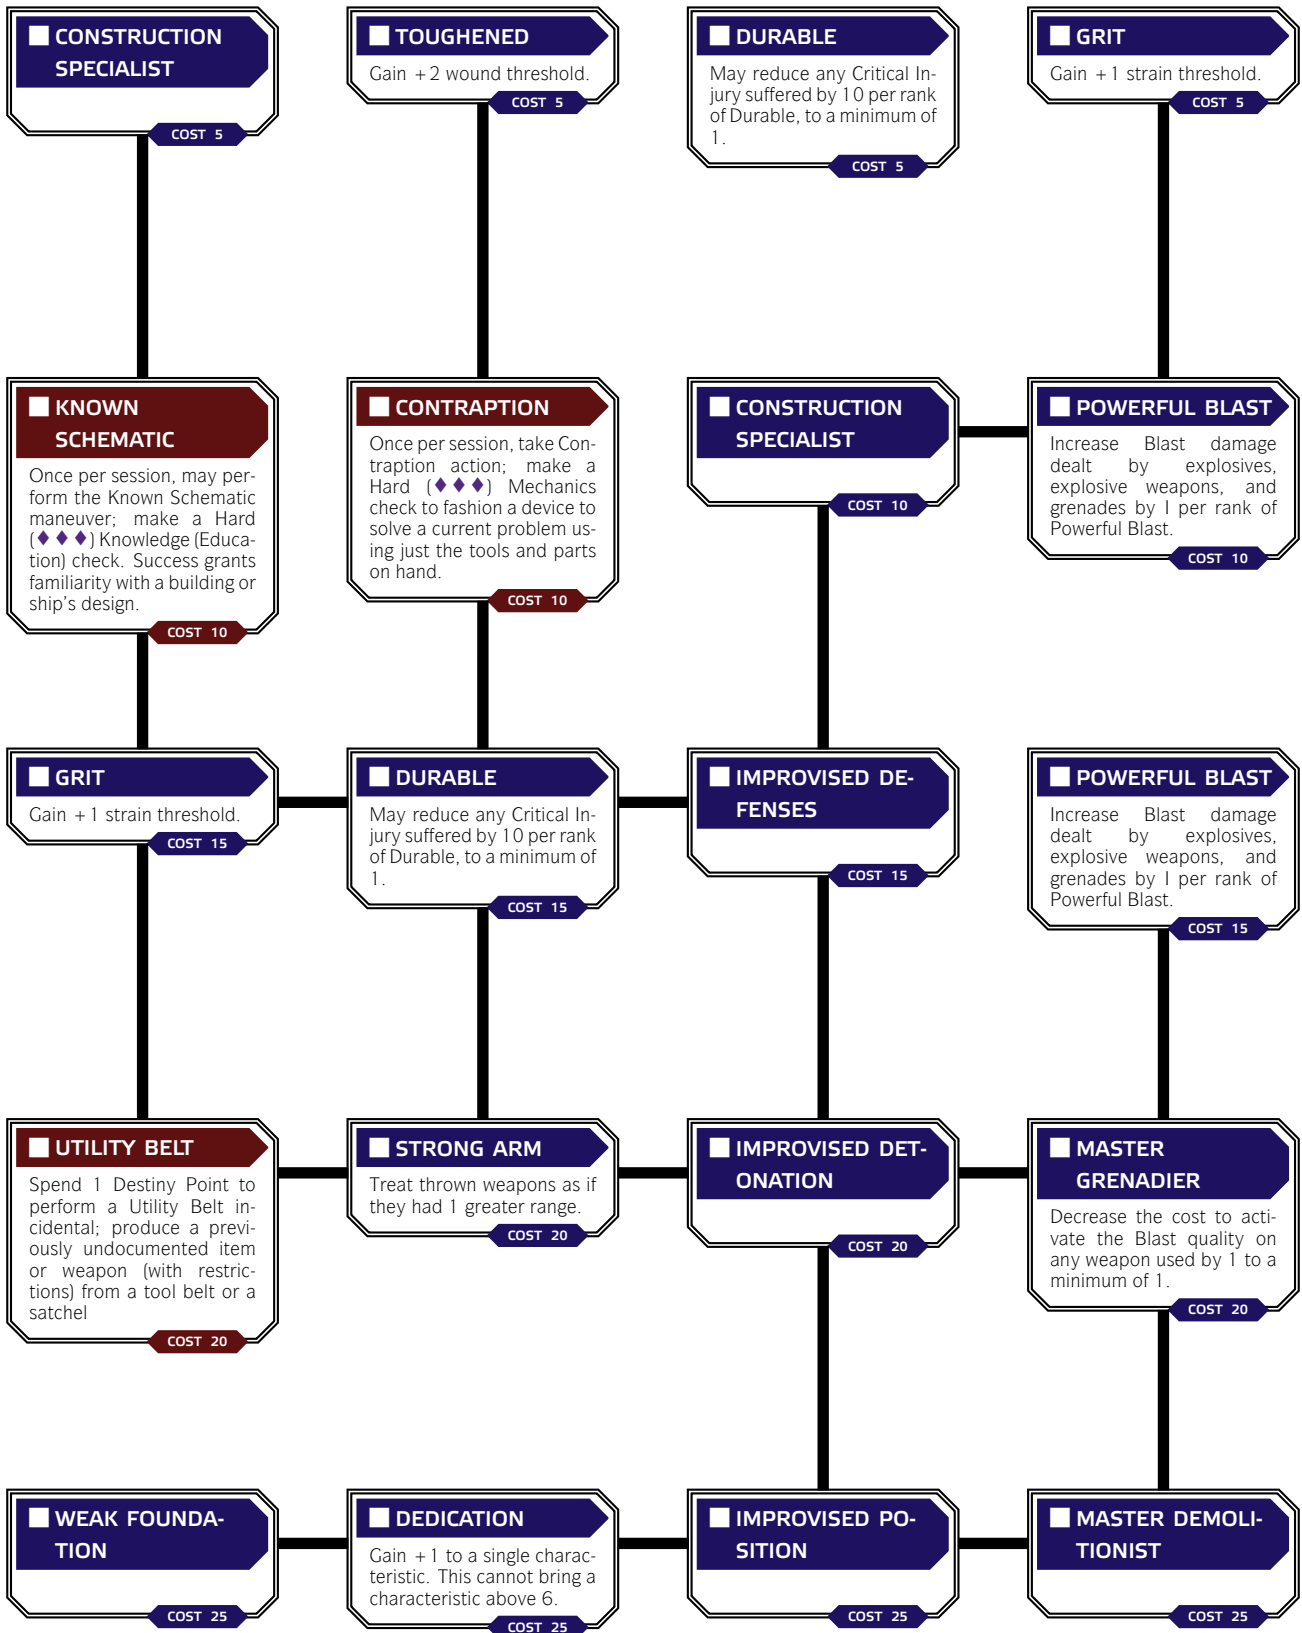 CONSTRUCTION
SPECIALIST
COST 5
TOUGHENED
Gain +2 wound threshold.
COST 5
DURABLE
May reduce any Critical In-
jury suffered by 10 per rank
of Durable, to a minimum of
1.
COST 5
GRIT
Gain +1 strain threshold.
COST 5
KNOWN
SCHEMATIC
Once per session, may per-
form the Known Schematic
maneuver; make a Hard
(♦♦♦) Knowledge (Educa-
tion) check. Success grants
familiarity with a building or
ship's design.
COST 10
CONTRAPTION
Once per session, take Con-
traption action; make a
Hard (♦♦♦) Mechanics
check to fashion a device to
solve a current problem us-
ing just the tools and parts
on hand.
COST 10
CONSTRUCTION
SPECIALIST
COST 10
POWERFUL BLAST
Increase Blast damage
dealt by explosives,
explosive weapons, and
grenades by I per rank of
Powerful Blast.
COST 10
GRIT
Gain +1 strain threshold.
COST 15
DURABLE
May reduce any Critical In-
jury suffered by 10 per rank
of Durable, to a minimum of
1.
COST 15
IMPROVISED DE-
FENSES
COST 15
POWERFUL BLAST
Increase Blast damage
dealt by explosives,
explosive weapons, and
grenades by I per rank of
Powerful Blast.
COST 15
UTILITY BELT
Spend 1 Destiny Point to
perform a Utility Belt in-
cidental; produce a previ-
ously undocumented item
or weapon (with restric-
tions) from a tool belt or a
satchel
COST 20
STRONG ARM
Treat thrown weapons as if
they had 1 greater range.
COST 20
IMPROVISED DET-
ONATION
COST 20
MASTER
GRENADIER
Decrease the cost to acti-
vate the Blast quality on
any weapon used by 1 to a
minimum of 1.
COST 20
WEAK FOUNDA-
TION
COST 25
DEDICATION
Gain +1 to a single charac-
teristic. This cannot bring a
characteristic above 6.
COST 25
IMPROVISED PO-
SITION
COST 25
MASTER DEMOLI-
TIONIST
COST 25